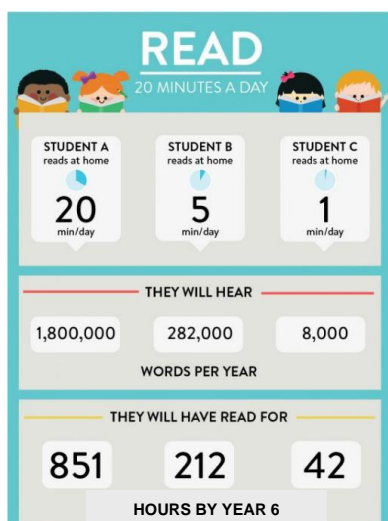 READ
20 MINUTES A DAY
STUDENT A
reads at home
20
min/day
STUDENT B
reads at home
5
min/day
STUDENT C
reads at home
1
min/day
THEY WILL HEAR
1,800,000 282,000 8,000
WORDS PER YEAR
THEY WILL HAVE READ FOR
851 212 42
HOURS BY YEAR 6